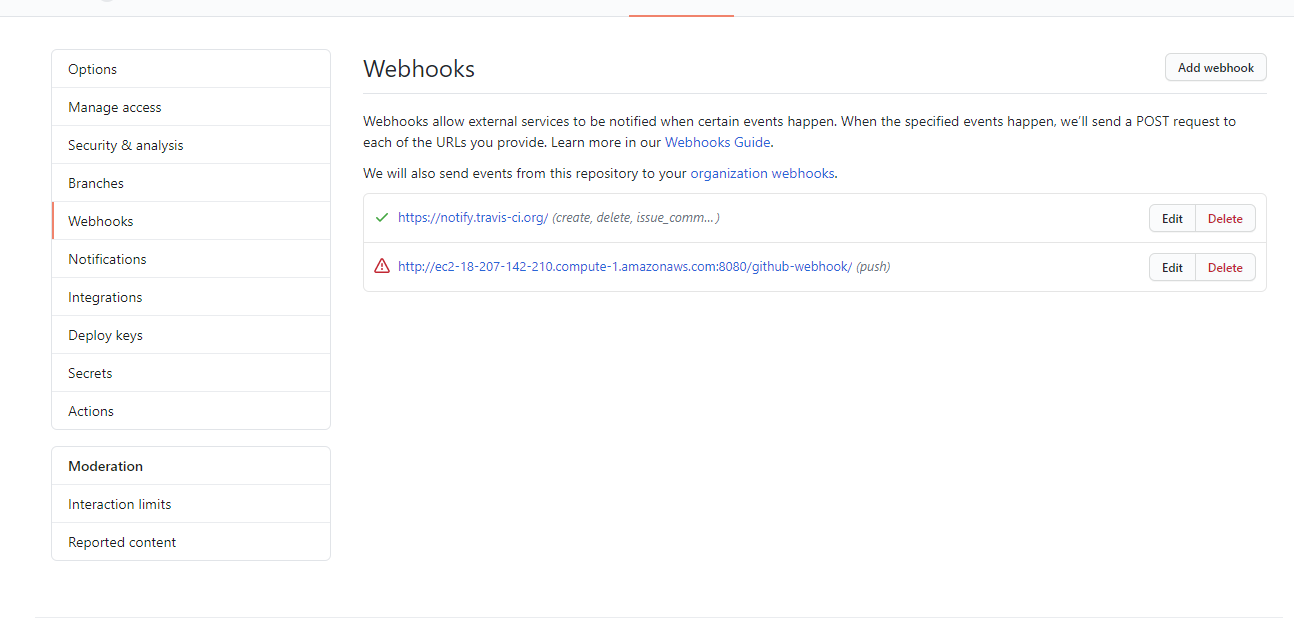 Options
Manage access
Security & analysis
Branches
Webhooks
Notifications
Integrations
Deploy keys
Secrets
Actions
Moderation
Interaction limits
Reported content
Webhooks
Add webhook
Webhooks allow external services to be notified when certain events happen. When the specified events happen, we’ll send a POST request to
each of the URLs you provide. Learn more in our Webhooks Guide.
We will also send events from this repository to your organization webhooks.
https://notify.travis-ci.org/ (create, delete, issue_comm…)
Edit
Delete
http://ec2-18-207-142-210.compute-1.amazonaws.com:8080/github-webhook/ (push)
Edit
Delete